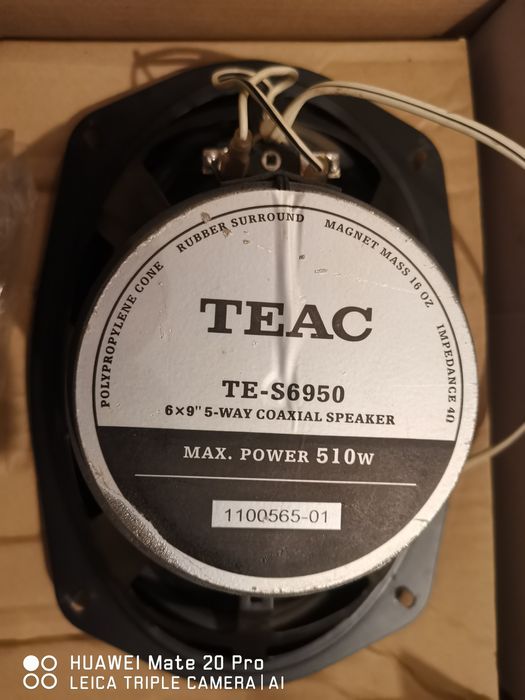 POLYPROPYLENE CONE RUBBER SURROUND MAGNET MASS 16 OZ IMPEDANCE 4Ω
TEAC
TE-S6950
6×9" 5-WAY COAXIAL SPEAKER
MAX. POWER 510W
1100565-01
HUAWEI Mate 20 Pro
LEICA TRIPLE CAMERA | AI